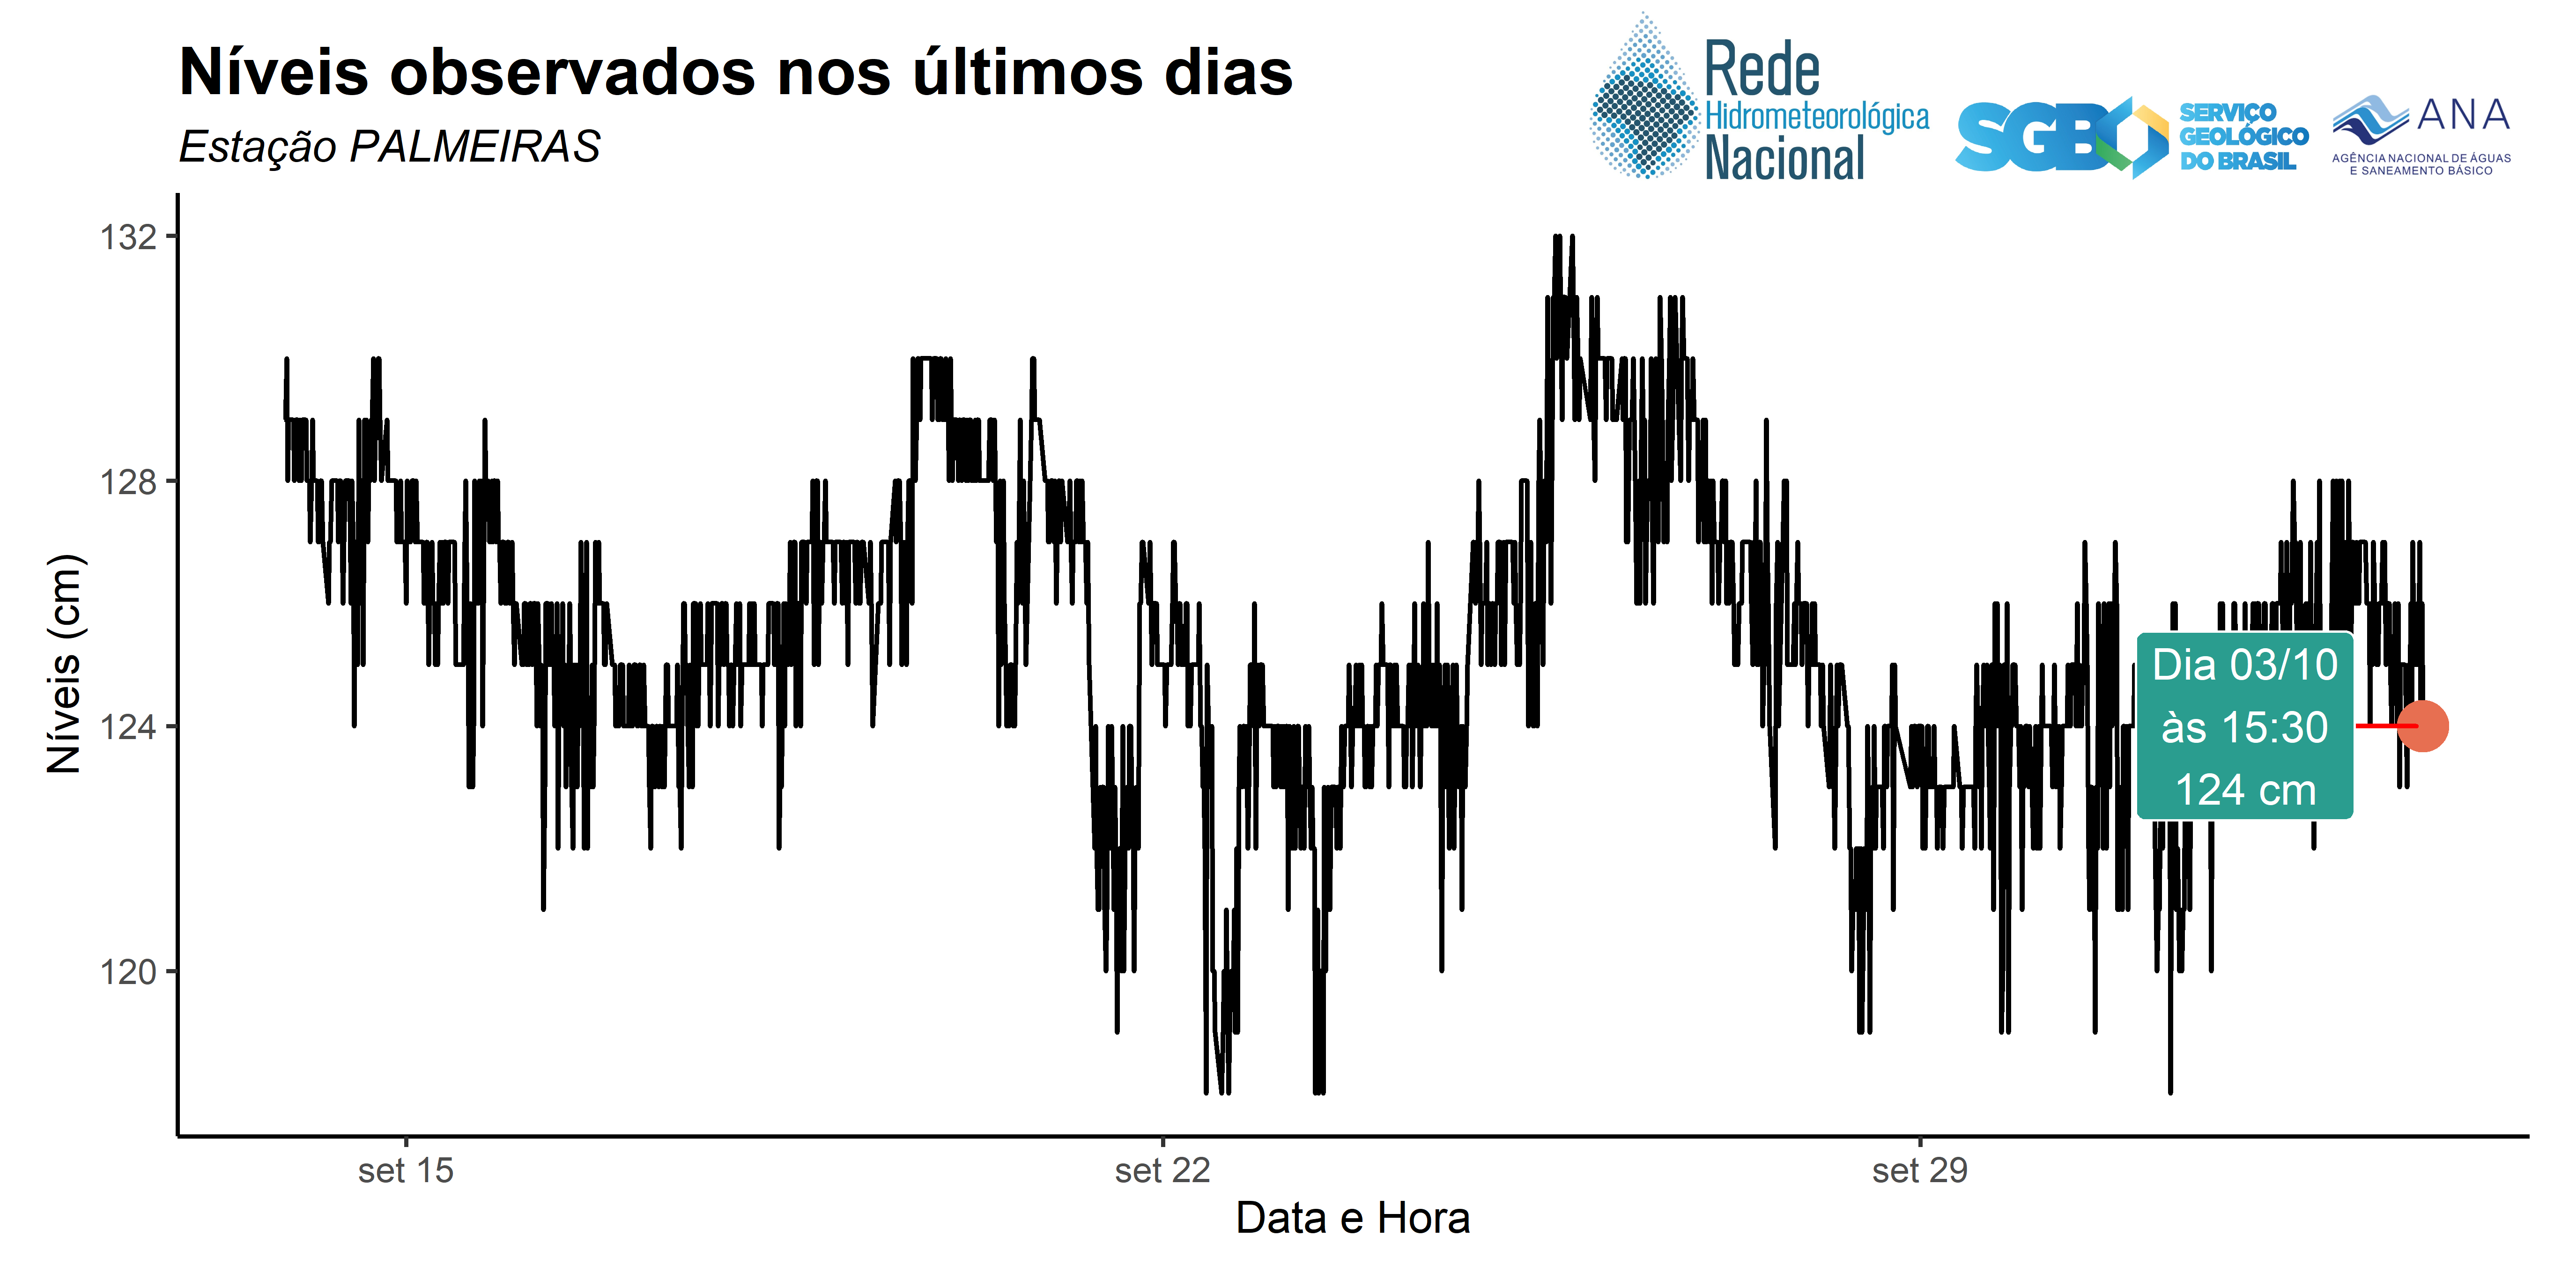 Níveis observados nos últimos dias
Estação PALMEIRAS
Rede
Hidrometeorológica
Nacional
SGB
SERVIÇO
GEOLÓGICO
DO BRASIL
ANA
AGÊNCIA NACIONAL DE ÁGUAS
E SANEAMENTO BÁSICO
Níveis (cm)
132
128
124
120
Dia 03/10
às 15:30
124 cm
set 15
set 22
set 29
Data e Hora